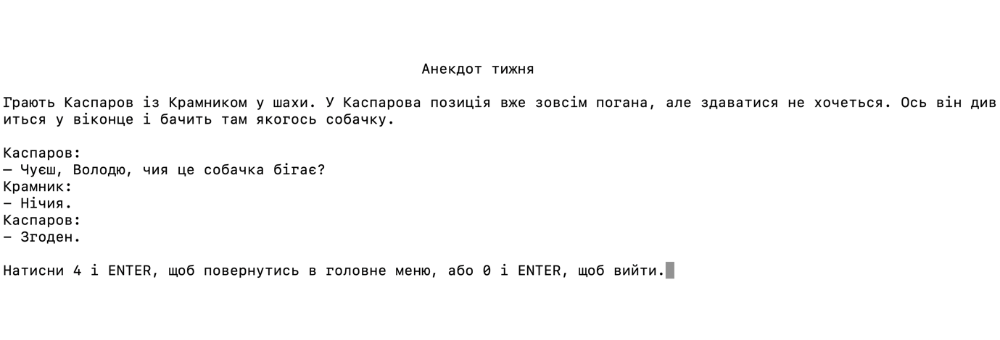 Анекдот тижня
Грають Каспаров із Крамником у шахи. У Каспарова позиція вже зовсім погана, але здаватися не хочеться. Ось він див
иться у віконце і бачить там якогось собачку.
Каспаров:
— Чуєш, Володю, чия це собачка бігає?
Крамник:
– Нічия.
Каспаров:
– Згоден.
Натисни 4 і ENTER, щоб повернутись в головне меню, або 0 і ENTER, щоб вийти.